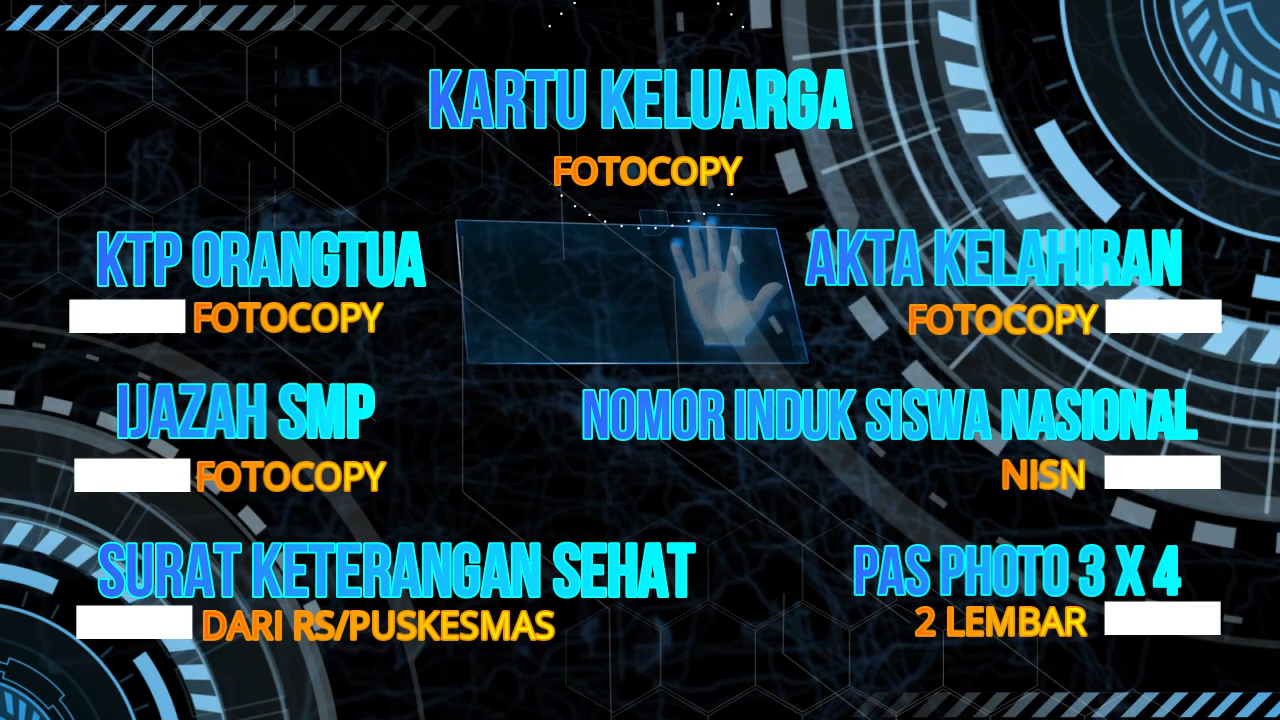 KARTU KELUARGA
FOTOCOPY
KTP ORANGTUA
FOTOCOPY
AKTA KELAHIRAN
FOTOCOPY
IJAZAH SMP
FOTOCOPY
NOMOR INDUK SISWA NASIONAL
NISN
SURAT KETERANGAN SEHAT
DARI RS/PUSKESMAS
PAS PHOTO 3 X 4
2 LEMBAR